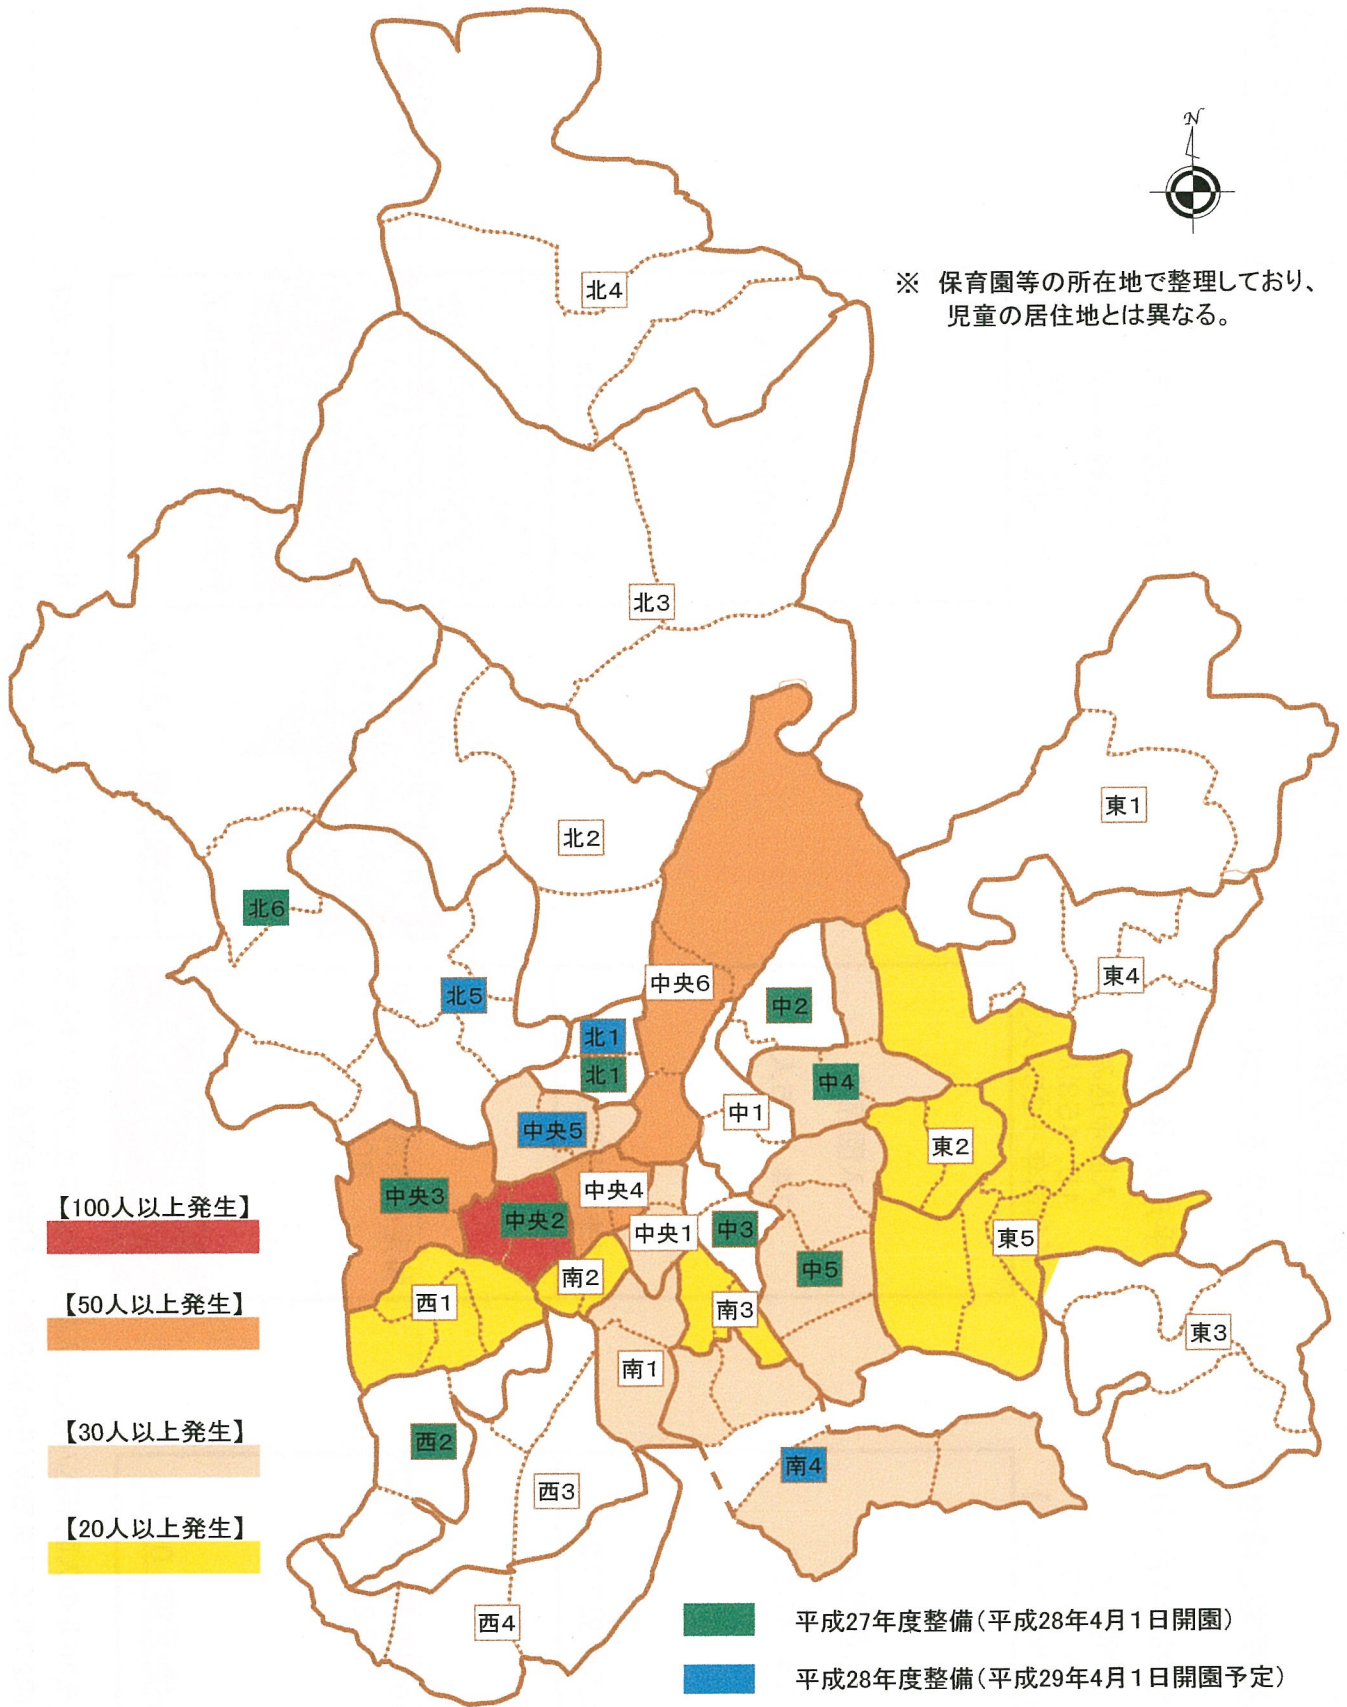 N
※ 保育園等の所在地で整理しており、
児童の居住地とは異なる。
北4
北3
東1
北2
北6
東4
中央6
北5
中2
北1
北1
中4
中1
中央5
東2
中央3
中央4
【100人以上発生】
中央2
中央1
中3
東5
中5
南2
【50人以上発生】
西1
南3
東3
南1
【30人以上発生】
西2
南4
西3
【20人以上発生】
西4
平成27年度整備(平成28年4月1日開園)
平成28年度整備(平成29年4月1日開園予定)